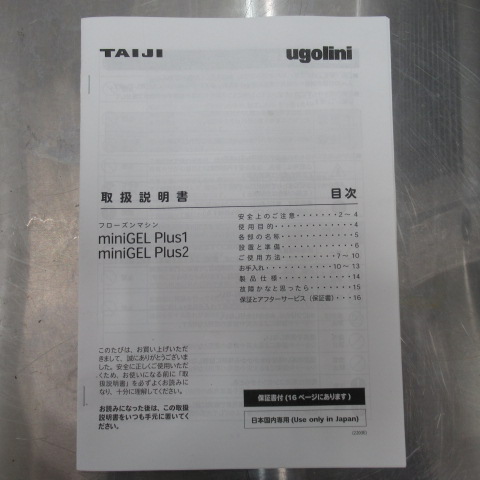 TAIJI
ugolini
取扱説明書
フローズンマシン
miniGEL Plus1
miniGEL Plus2
このたびは、お買い上げいただ
きまして、誠にありがとうございま
した。安全に正しくご使用いただ
くため、お使いになる前に「取
扱説明書」を必ずよくお読みに
なり、十分に理解してください。
お読みになった後は、この取扱
説明書をいつも手元に置いてく
ださい。
目次
安全上のご注意・・・・・・・2〜4
使用目的・・・・・・・・・・・・・4
各部の名称・・・・・・・・・・・・5
設置と準備・・・・・・・・・・・・6
ご使用方法・・・・・・・・・7〜10
お手入れ・・・・・・・・・・10〜13
製品仕様・・・・・・・・・・・・・14
故障かなと思ったら・・・・・・・15
保証とアフターサービス（保証書）・・・16
保証書付（16ページにあります）
日本国内専用(Use only in Japan)